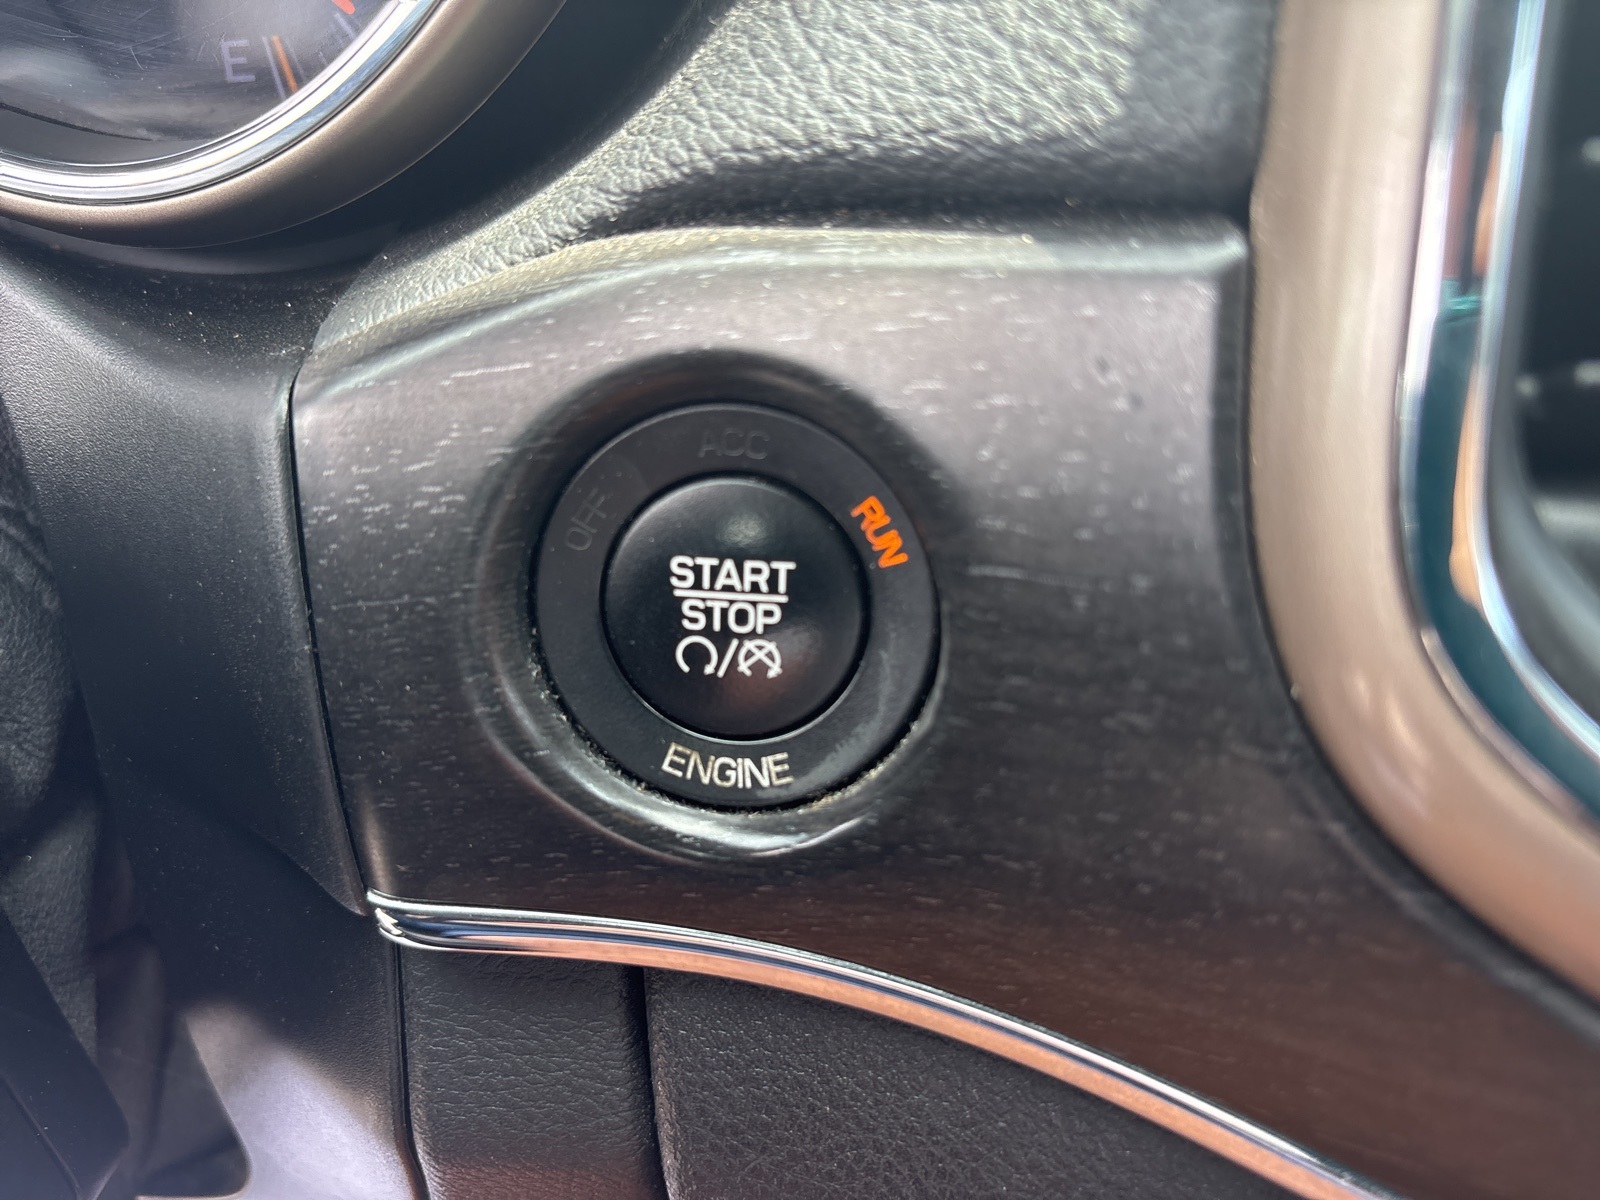 E
ACC
OFF
RUN
START
STOP
ENGINE